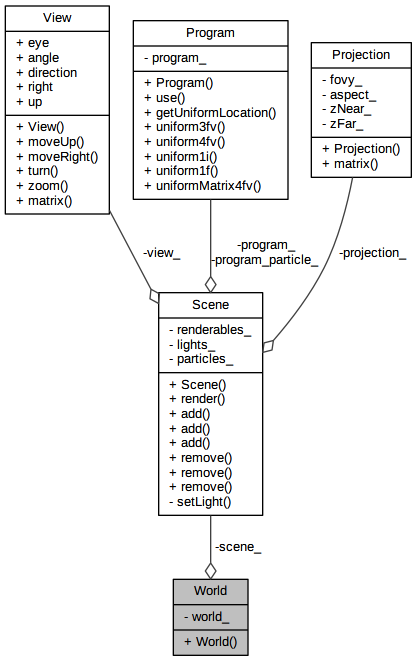 View
+ eye
+ angle
+ direction
+ right
+ up
+ View()
+ moveUp()
+ moveRight()
+ turn()
+ zoom()
+ matrix()
Program
- program_
+ Program()
+ use()
+ getUniformLocation()
+ uniform3fv()
+ uniform4fv()
+ uniform1i()
+ uniform1f()
+ uniformMatrix4fv()
Projection
- fovy_
- aspect_
- zNear_
- zFar_
+ Projection()
+ matrix()
-view_
-program_
-program_particle_
-projection_
Scene
- renderables_
- lights_
- particles_
+ Scene()
+ render()
+ add()
+ add()
+ add()
+ remove()
+ remove()
+ remove()
- setLight()
-scene_
World
- world_
+ World()